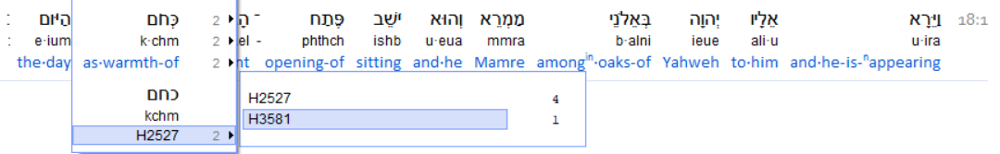 18:1 וַיֵּרָא אֵלָיו יְהוָה בְּאֵלֹנֵי מַמְרֵא וְהוּא יֹשֵׁב פֶּתַח ־ הָ 2 כְּחֹם הַיּוֹם :
: e·ium k·chm 2 el - phthch ishb u·eua mmra b·alni ieue ali·u u·ira
the·day as·warmth-of 2 nt opening-of sitting and·he Mamre among in·oaks-of Yahweh to·him and·he-is-nappearing
כחם
kchm
H2527 2
H2527 4
H3581 1